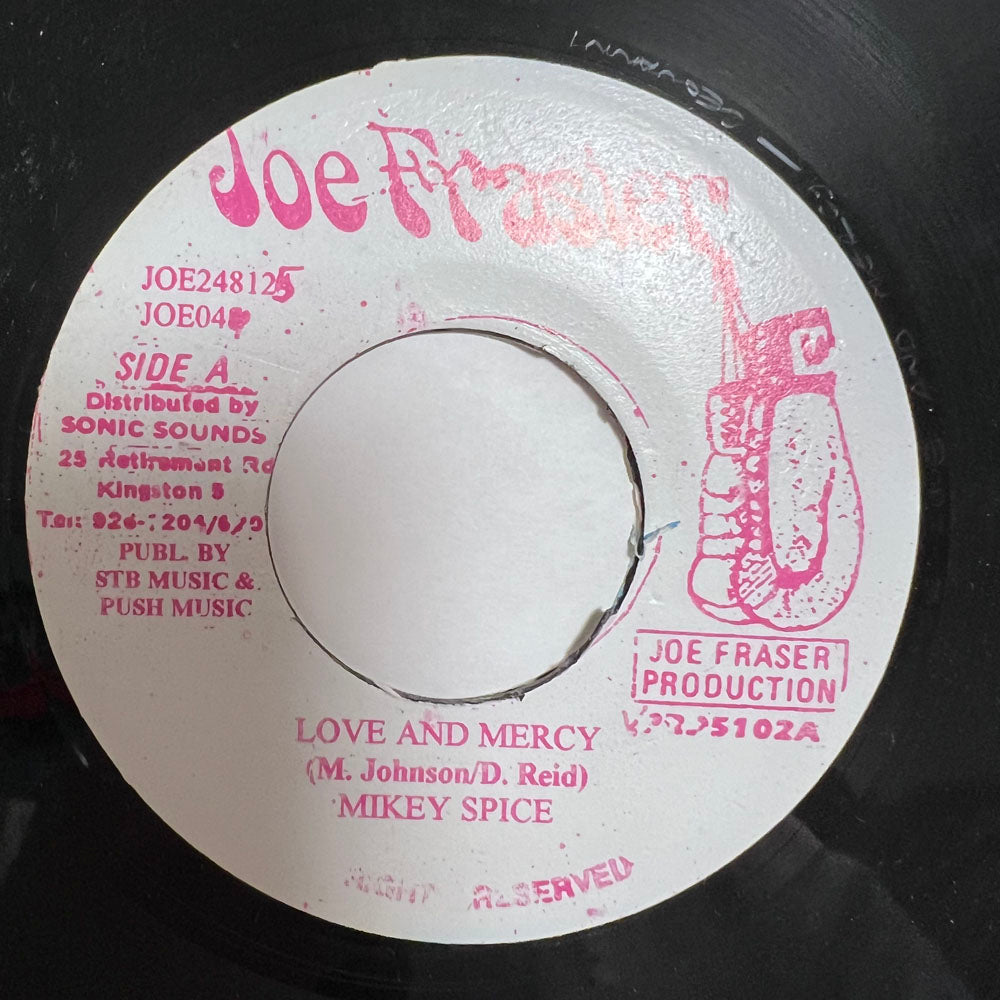 Joe Fraser
JOE248125
JOE04
SIDE A
Distributed by
SONIC SOUNDS
25 Retirement Rd
Kingston 5
PUBL. BY
STB MUSIC &
PUSH MUSIC
JOE FRASER
PRODUCTION
LOVE AND MERCY
(M. Johnson/D. Reid)
MIKEY SPICE
RESERVED